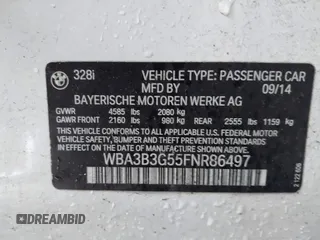 328i VEHICLE TYPE: PASSENGER CAR
MFD BY 09/14
BAYERISCHE MOTOREN WERKE AG
GVWR 4585 lbs 2080 kg
GAWR FRONT 2160 lbs 980 kg REAR 2555 lbs 1159 kg
THIS VEHICLE CONFORMS TO ALL APPLICABLE FEDERAL MOTOR
VEHICLE SAFETY, BUMPER AND THEFT PREVENTION STANDARDS IN
EFFECT ON THE DATE OF MANUFACTURE SHOWN ABOVE.
WBA3B3G55FNR86497